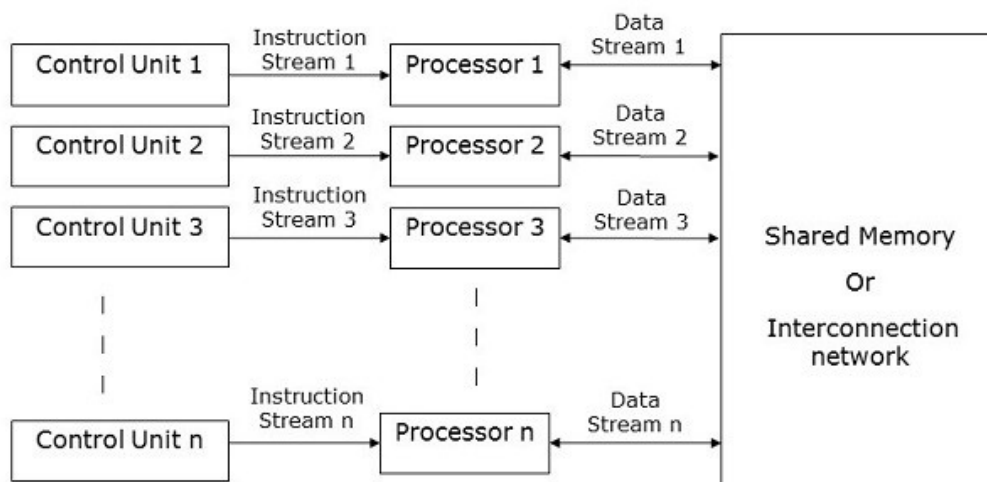 Control Unit 1
Instruction
Stream 1
Processor 1
Data
Stream 1
Control Unit 2
Instruction
Stream 2
Processor 2
Data
Stream 2
Control Unit 3
Instruction
Stream 3
Processor 3
Data
Stream 3
Shared Memory
Or
Interconnection
network
Control Unit n
Instruction
Stream n
Processor n
Data
Stream n